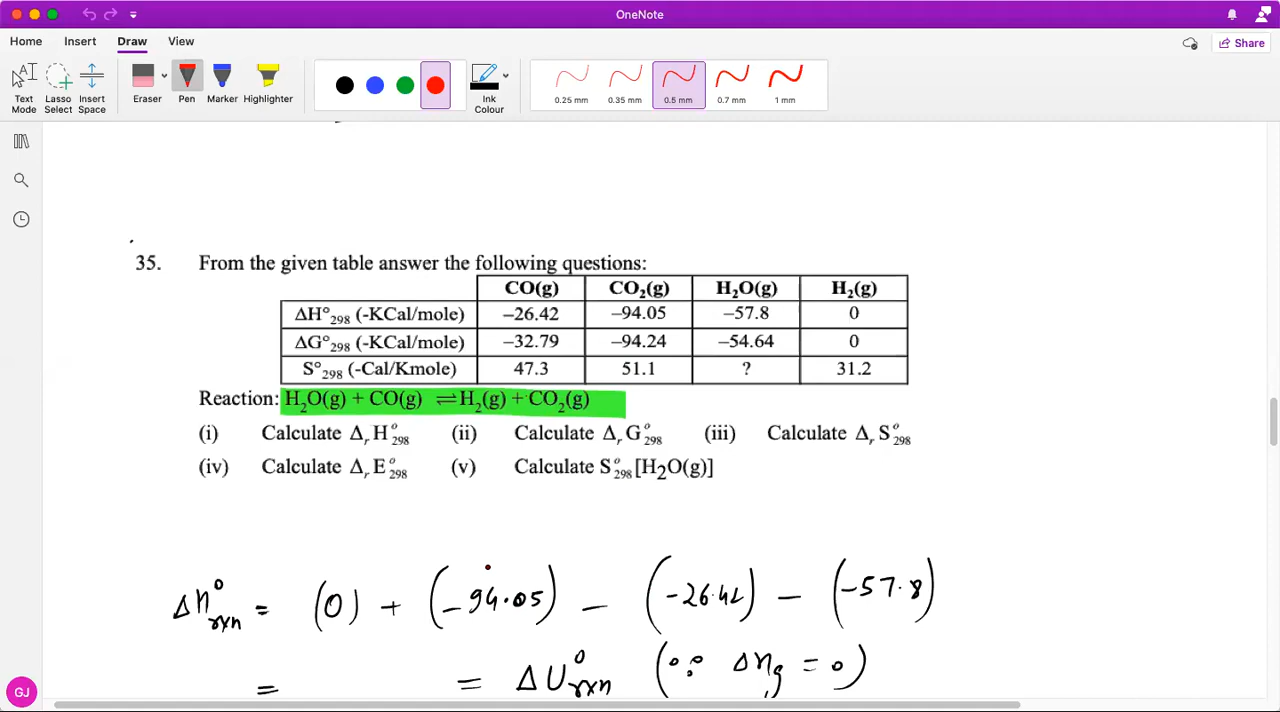 OneNote
Home Insert Draw View
Share
Text Mode Lasso Select Insert Space Eraser Pen Marker Highlighter Ink Colour 0.25 mm 0.35 mm 0.5 mm 0.7 mm 1 mm
35. From the given table answer the following questions:
CO(g) CO₂(g) H₂O(g) H₂(g)
ΔH°₂₉₈ (-KCal/mole) –26.42 –94.05 –57.8 0
ΔG°₂₉₈ (-KCal/mole) –32.79 –94.24 –54.64 0
S°₂₉₈ (-Cal/Kmole) 47.3 51.1 ? 31.2
Reaction: H₂O(g) + CO(g) ⇌ H₂(g) + CO₂(g)
(i) Calculate Δ_r H°₂₉₈ (ii) Calculate Δ_r G°₂₉₈ (iii) Calculate Δ_r S°₂₉₈
(iv) Calculate Δ_r E°₂₉₈ (v) Calculate S°₂₉₈ [H₂O(g)]
ΔH°rxn = (0) + (–94.05) – (–26.42) – (–57.8)
= = ΔU°rxn (∵ Δng = 0)
GJ